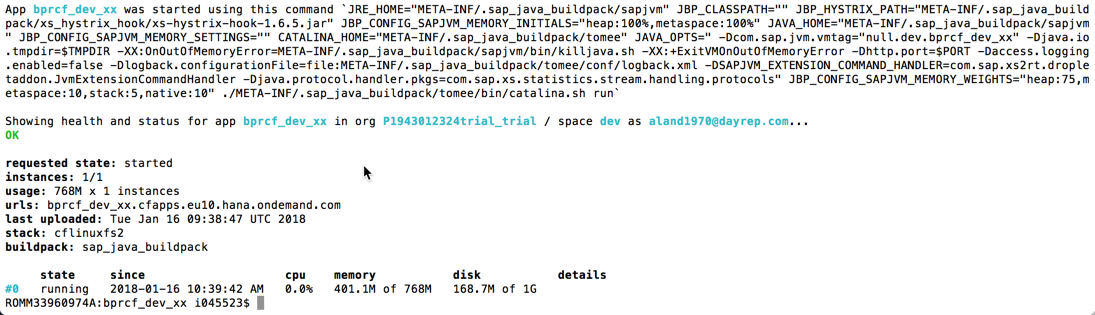 App bprcf_dev_xx was started using this command `JRE_HOME="META-INF/.sap_java_buildpack/sapjvm" JBP_CLASSPATH="" JBP_HYSTRIX_PATH="META-INF/.sap_java_build
pack/xs_hystrix_hook/xs-hystrix-hook-1.6.5.jar" JBP_CONFIG_SAPJVM_MEMORY_INITIALS="heap:100%,metaspace:100%" JAVA_HOME="META-INF/.sap_java_buildpack/sapjvm
" JBP_CONFIG_SAPJVM_MEMORY_SETTINGS="" CATALINA_HOME="META-INF/.sap_java_buildpack/tomee" JAVA_OPTS=" -Dcom.sap.jvm.vmtag="null.dev.bprcf_dev_xx" -Djava.io
.tmpdir=$TMPDIR -XX:OnOutOfMemoryError=META-INF/.sap_java_buildpack/sapjvm/bin/killjava.sh -XX:+ExitVMOnOutOfMemoryError -Dhttp.port=$PORT -Daccess.logging
.enabled=false -Dlogback.configurationFile=file:META-INF/.sap_java_buildpack/tomee/conf/logback.xml -DSAPJVM_EXTENSION_COMMAND_HANDLER=com.sap.xs2rt.drople
taddon.JvmExtensionCommandHandler -Djava.protocol.handler.pkgs=com.sap.xs.statistics.stream.handling.protocols" JBP_CONFIG_SAPJVM_MEMORY_WEIGHTS="heap:75,m
etaspace:10,stack:5,native:10" ./META-INF/.sap_java_buildpack/tomee/bin/catalina.sh run`
Showing health and status for app bprcf_dev_xx in org P1943012324trial_trial / space dev as aland1970@dayrep.com...
OK
requested state: started
instances: 1/1
usage: 768M x 1 instances
urls: bprcf_dev_xx.cfapps.eu10.hana.ondemand.com
last uploaded: Tue Jan 16 09:38:47 UTC 2018
stack: cflinuxfs2
buildpack: sap_java_buildpack
state since cpu memory disk details
#0 running 2018-01-16 10:39:42 AM 0.0% 401.1M of 768M 168.7M of 1G
ROMM33960974A:bprcf_dev_xx i045523$